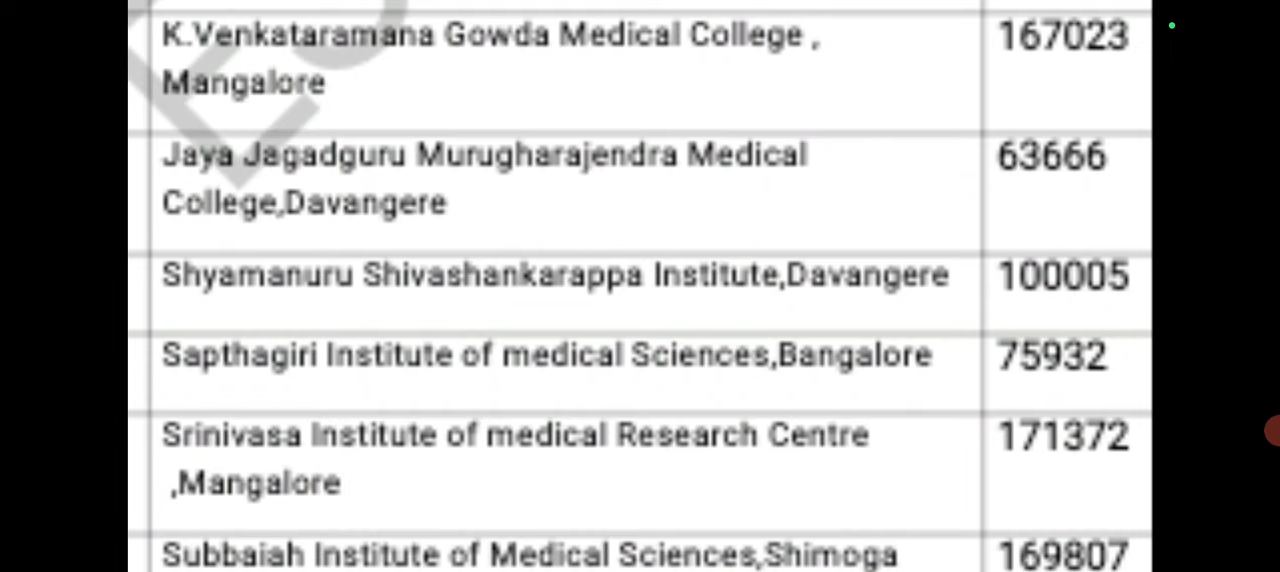 K.Venkataramana Gowda Medical College , 167023
Mangalore
Jaya Jagadguru Murugharajendra Medical 63666
College,Davangere
Shyamanuru Shivashankarappa Institute,Davangere 100005
Sapthagiri Institute of medical Sciences,Bangalore 75932
Srinivasa Institute of medical Research Centre 171372
,Mangalore
Subbaiah Institute of Medical Sciences,Shimoga 169807